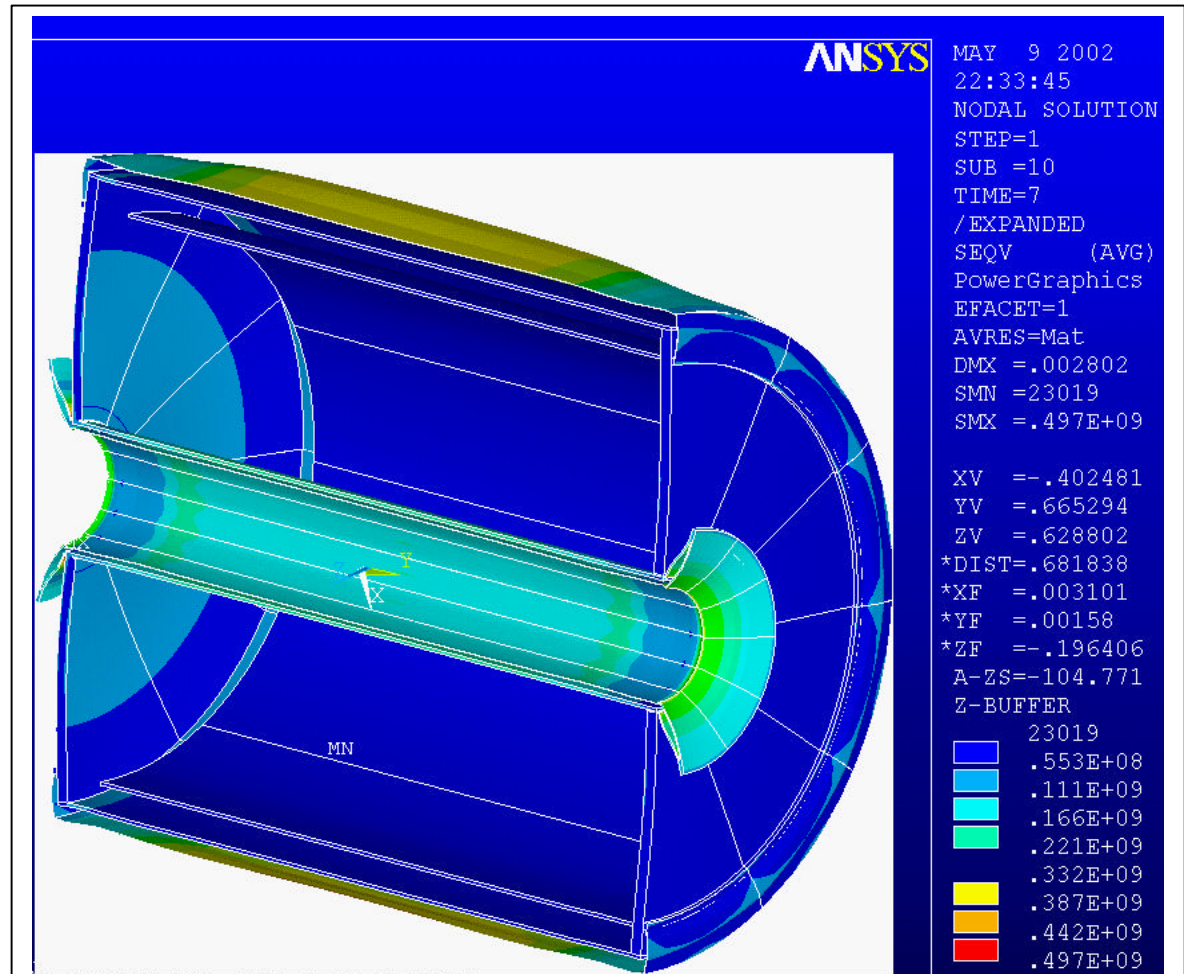 ANSYS
MAY 9 2002
22:33:45
NODAL SOLUTION
STEP=1
SUB =10
TIME=7
/EXPANDED
SEQV (AVG)
PowerGraphics
EFACET=1
AVRES=Mat
DMX =.002802
SMN =23019
SMX =.497E+09
XV =-.402481
YV =.665294
ZV =.628802
*DIST=.681838
*XF =.003101
*YF =.00158
*ZF =-.196406
A-ZS=-104.771
Z-BUFFER
23019
.553E+08
.111E+09
.166E+09
.221E+09
.332E+09
.387E+09
.442E+09
.497E+09
Z Y
X
MN